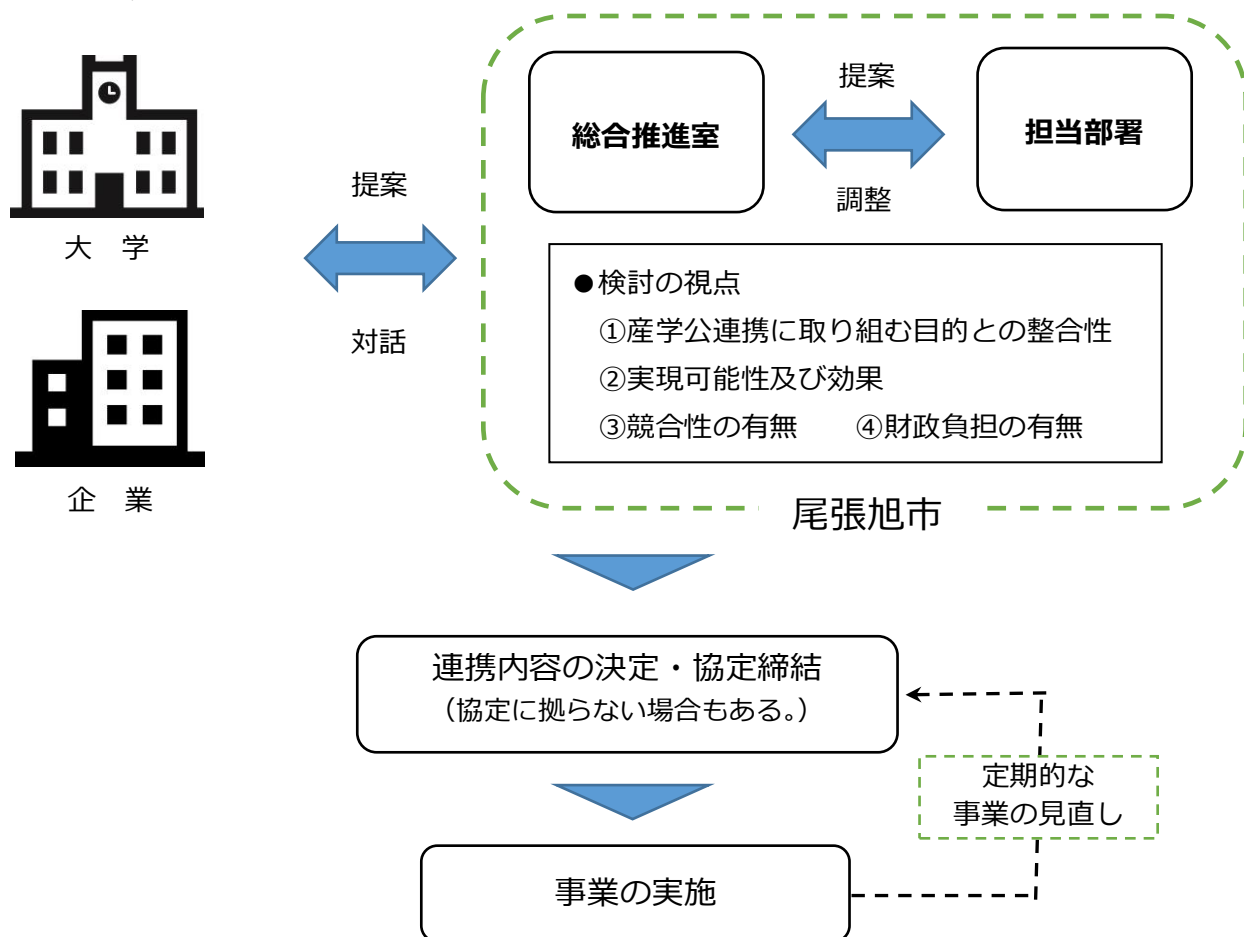 大　学
企　業
提案
対話
総合推進室
提案
調整
担当部署
●検討の視点
①産学公連携に取り組む目的との整合性
②実現可能性及び効果
③競合性の有無　　④財政負担の有無
尾張旭市
連携内容の決定・協定締結
（協定に拠らない場合もある。）
定期的な
事業の見直し
事業の実施